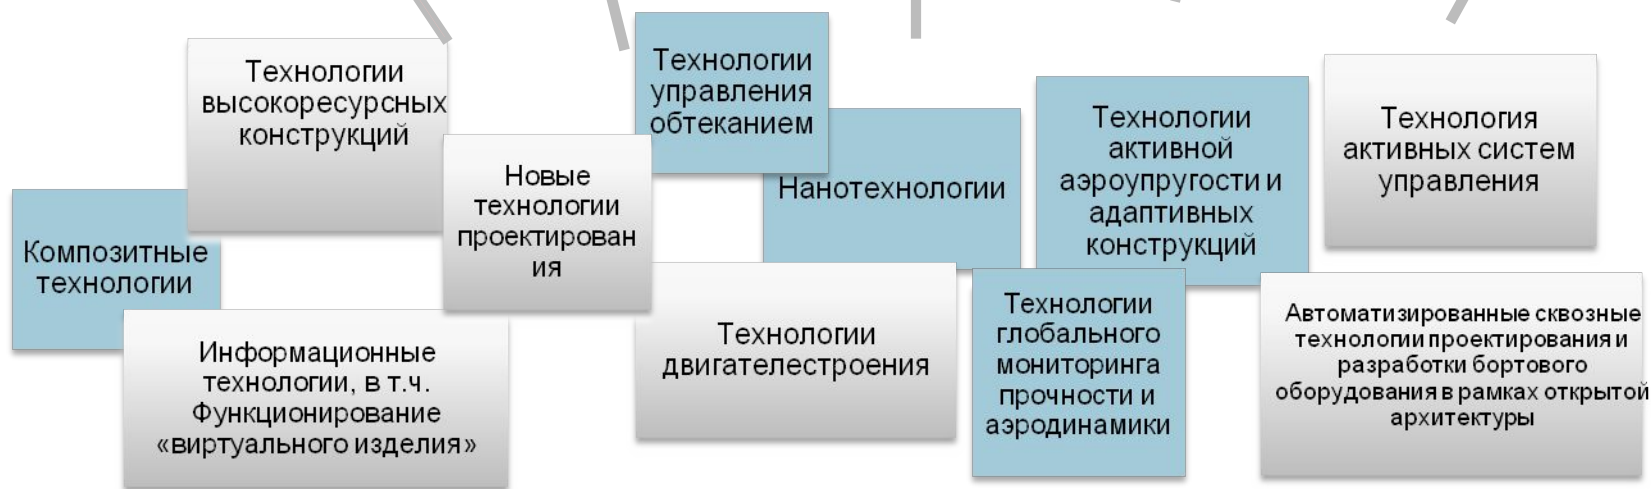 Технологии
высокоресурсных
конструкций
Технологии
управления
обтеканием
Технологии
активной
аэроупругости и
адаптивных
конструкций
Технология
активных систем
управления
Новые
технологии
проектирован
ия
Нанотехнологии
Композитные
технологии
Информационные
технологии, в т.ч.
Функционирование
«виртуального изделия»
Технологии
двигателестроения
Технологии
глобального
мониторинга
прочности и
аэродинамики
Автоматизированные сквозные
технологии проектирования и
разработки бортового
оборудования в рамках открытой
архитектуры